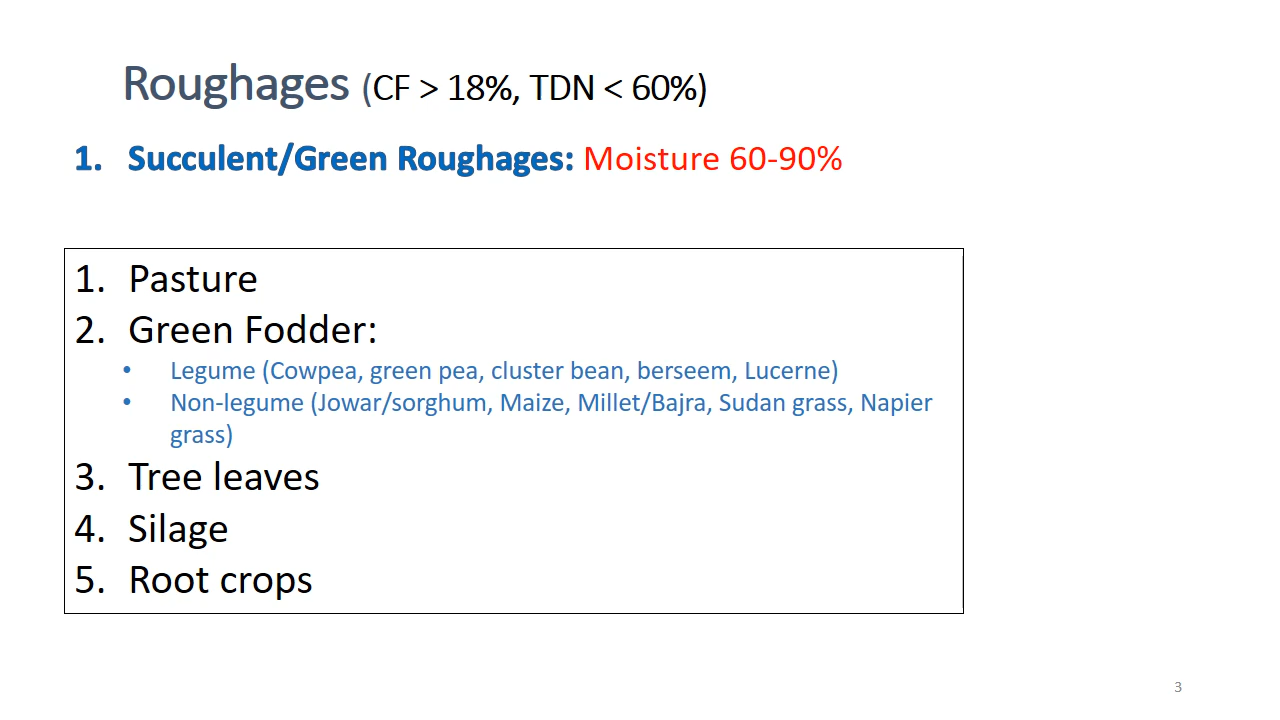 Roughages (CF > 18%, TDN < 60%)
1. Succulent/Green Roughages: Moisture 60-90%
1. Pasture
2. Green Fodder:
• Legume (Cowpea, green pea, cluster bean, berseem, Lucerne)
• Non-legume (Jowar/sorghum, Maize, Millet/Bajra, Sudan grass, Napier
grass)
3. Tree leaves
4. Silage
5. Root crops
3